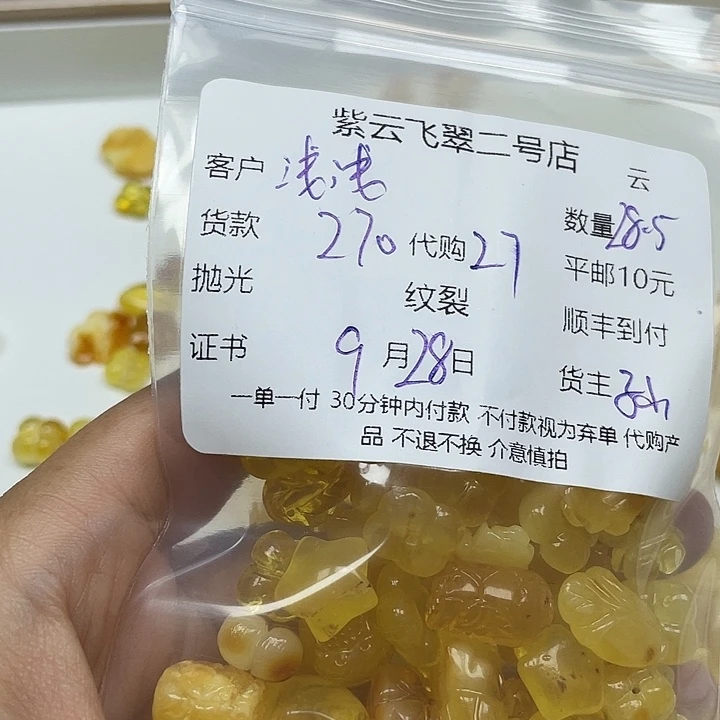 紫云飞翠二号店
云
客户 浅浅
数量 28.5
货款 270 代购 27
平邮10元
抛光 纹裂
顺丰到付
证书 9月28日
货主
一单一付 30分钟内付款 不付款视为弃单 代购产
品 不退不换 介意慎拍